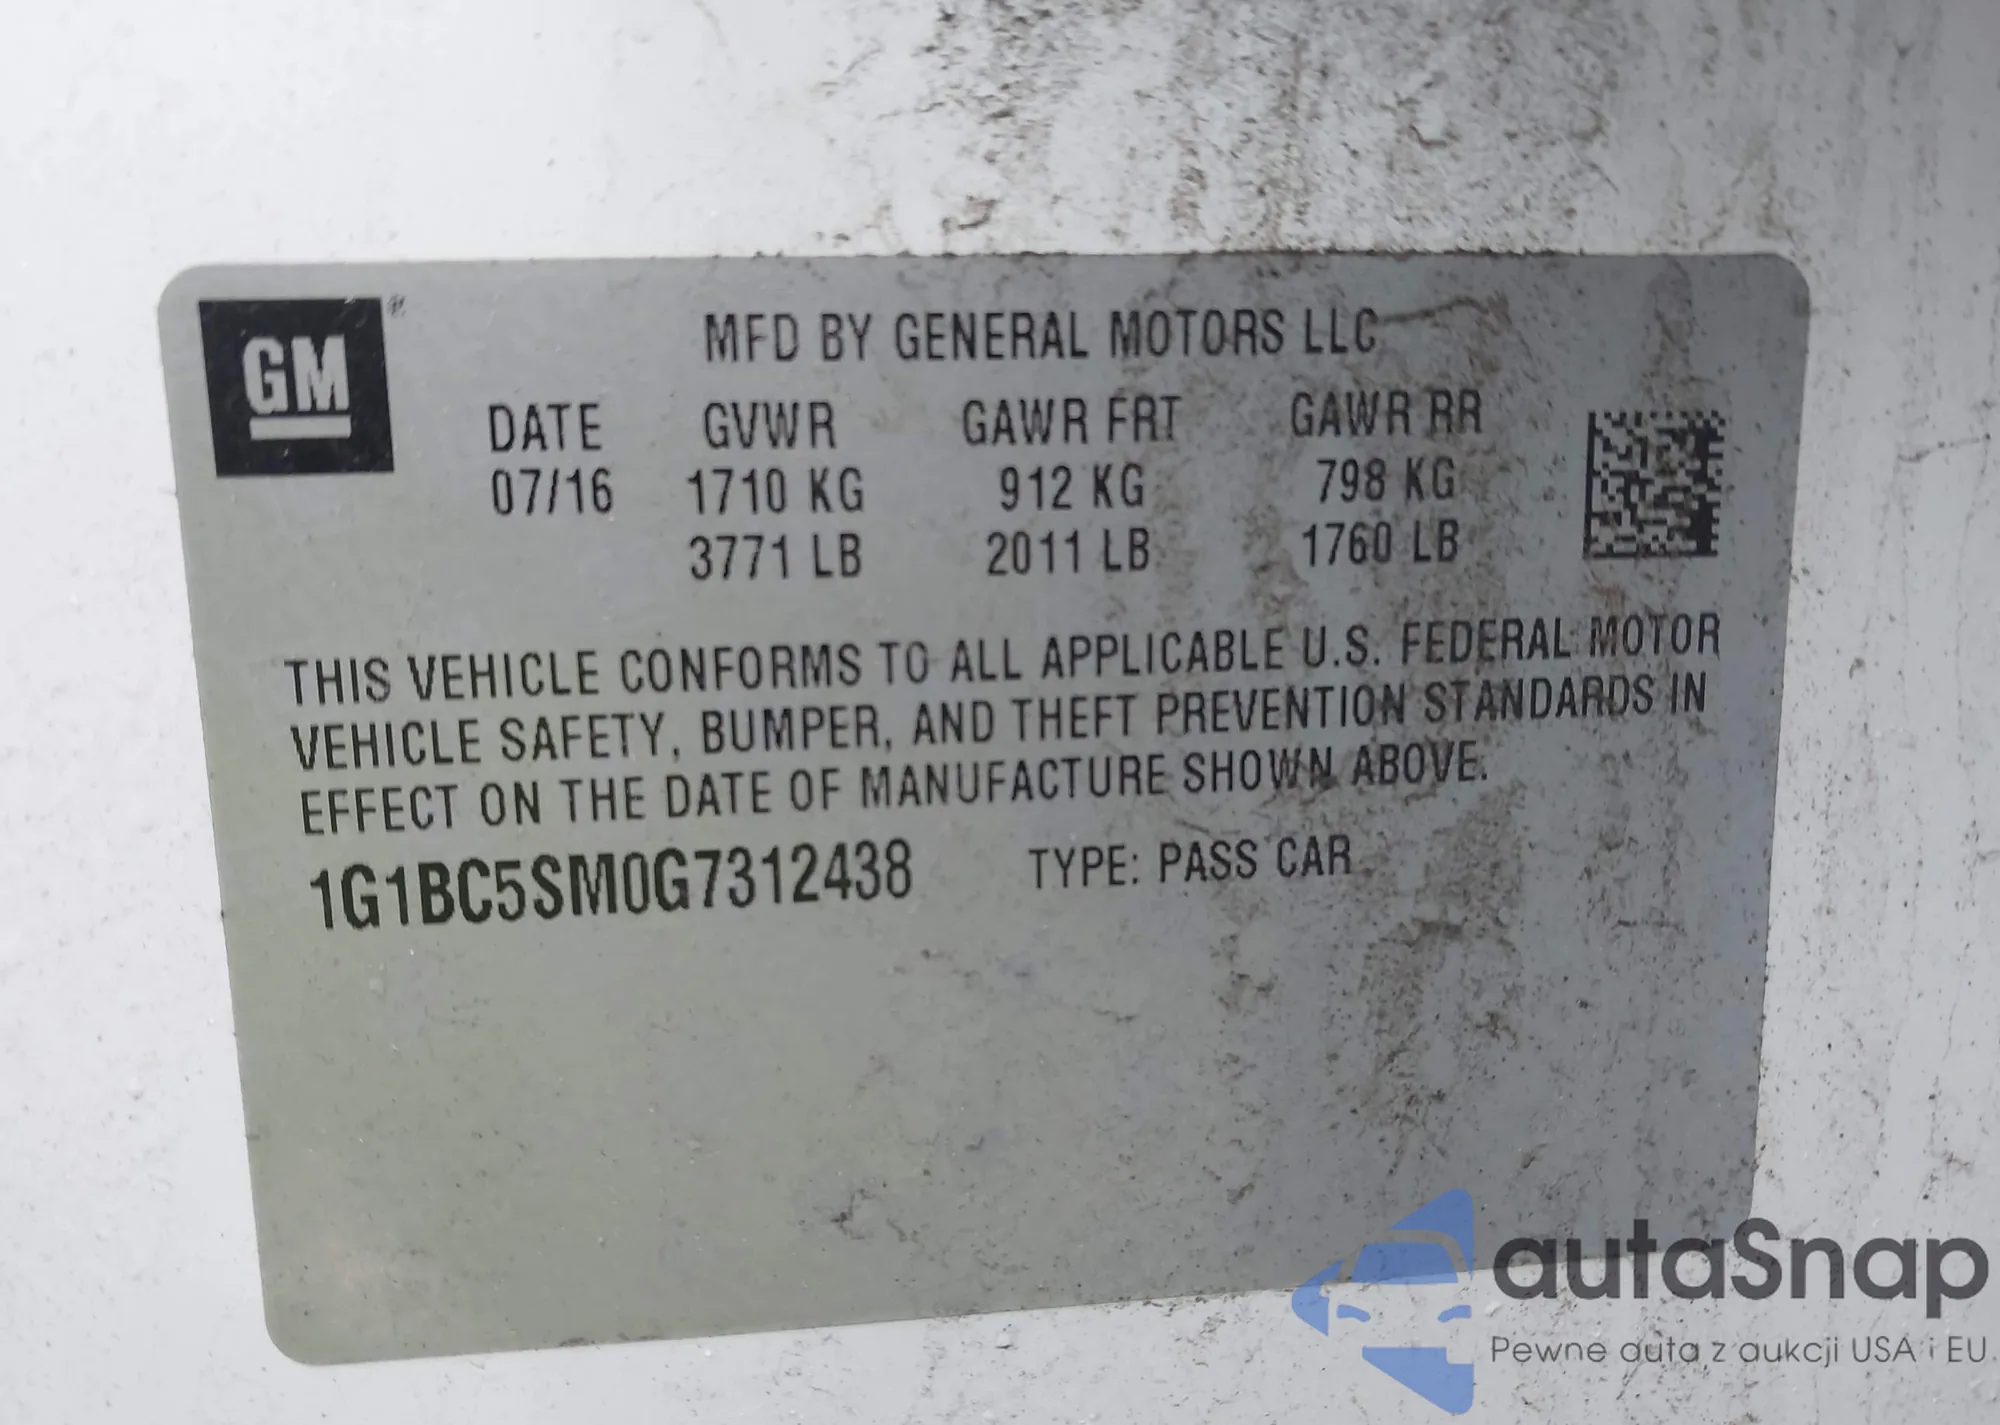 GM®
MFD BY GENERAL MOTORS LLC
DATE GVWR GAWR FRT GAWR RR
07/16 1710 KG 912 KG 798 KG
3771 LB 2011 LB 1760 LB
THIS VEHICLE CONFORMS TO ALL APPLICABLE U.S. FEDERAL MOTOR
VEHICLE SAFETY, BUMPER, AND THEFT PREVENTION STANDARDS IN
EFFECT ON THE DATE OF MANUFACTURE SHOWN ABOVE.
1G1BC5SM0G7312438 TYPE: PASS CAR
autaSnap
Pewne auta z aukcji USA i EU